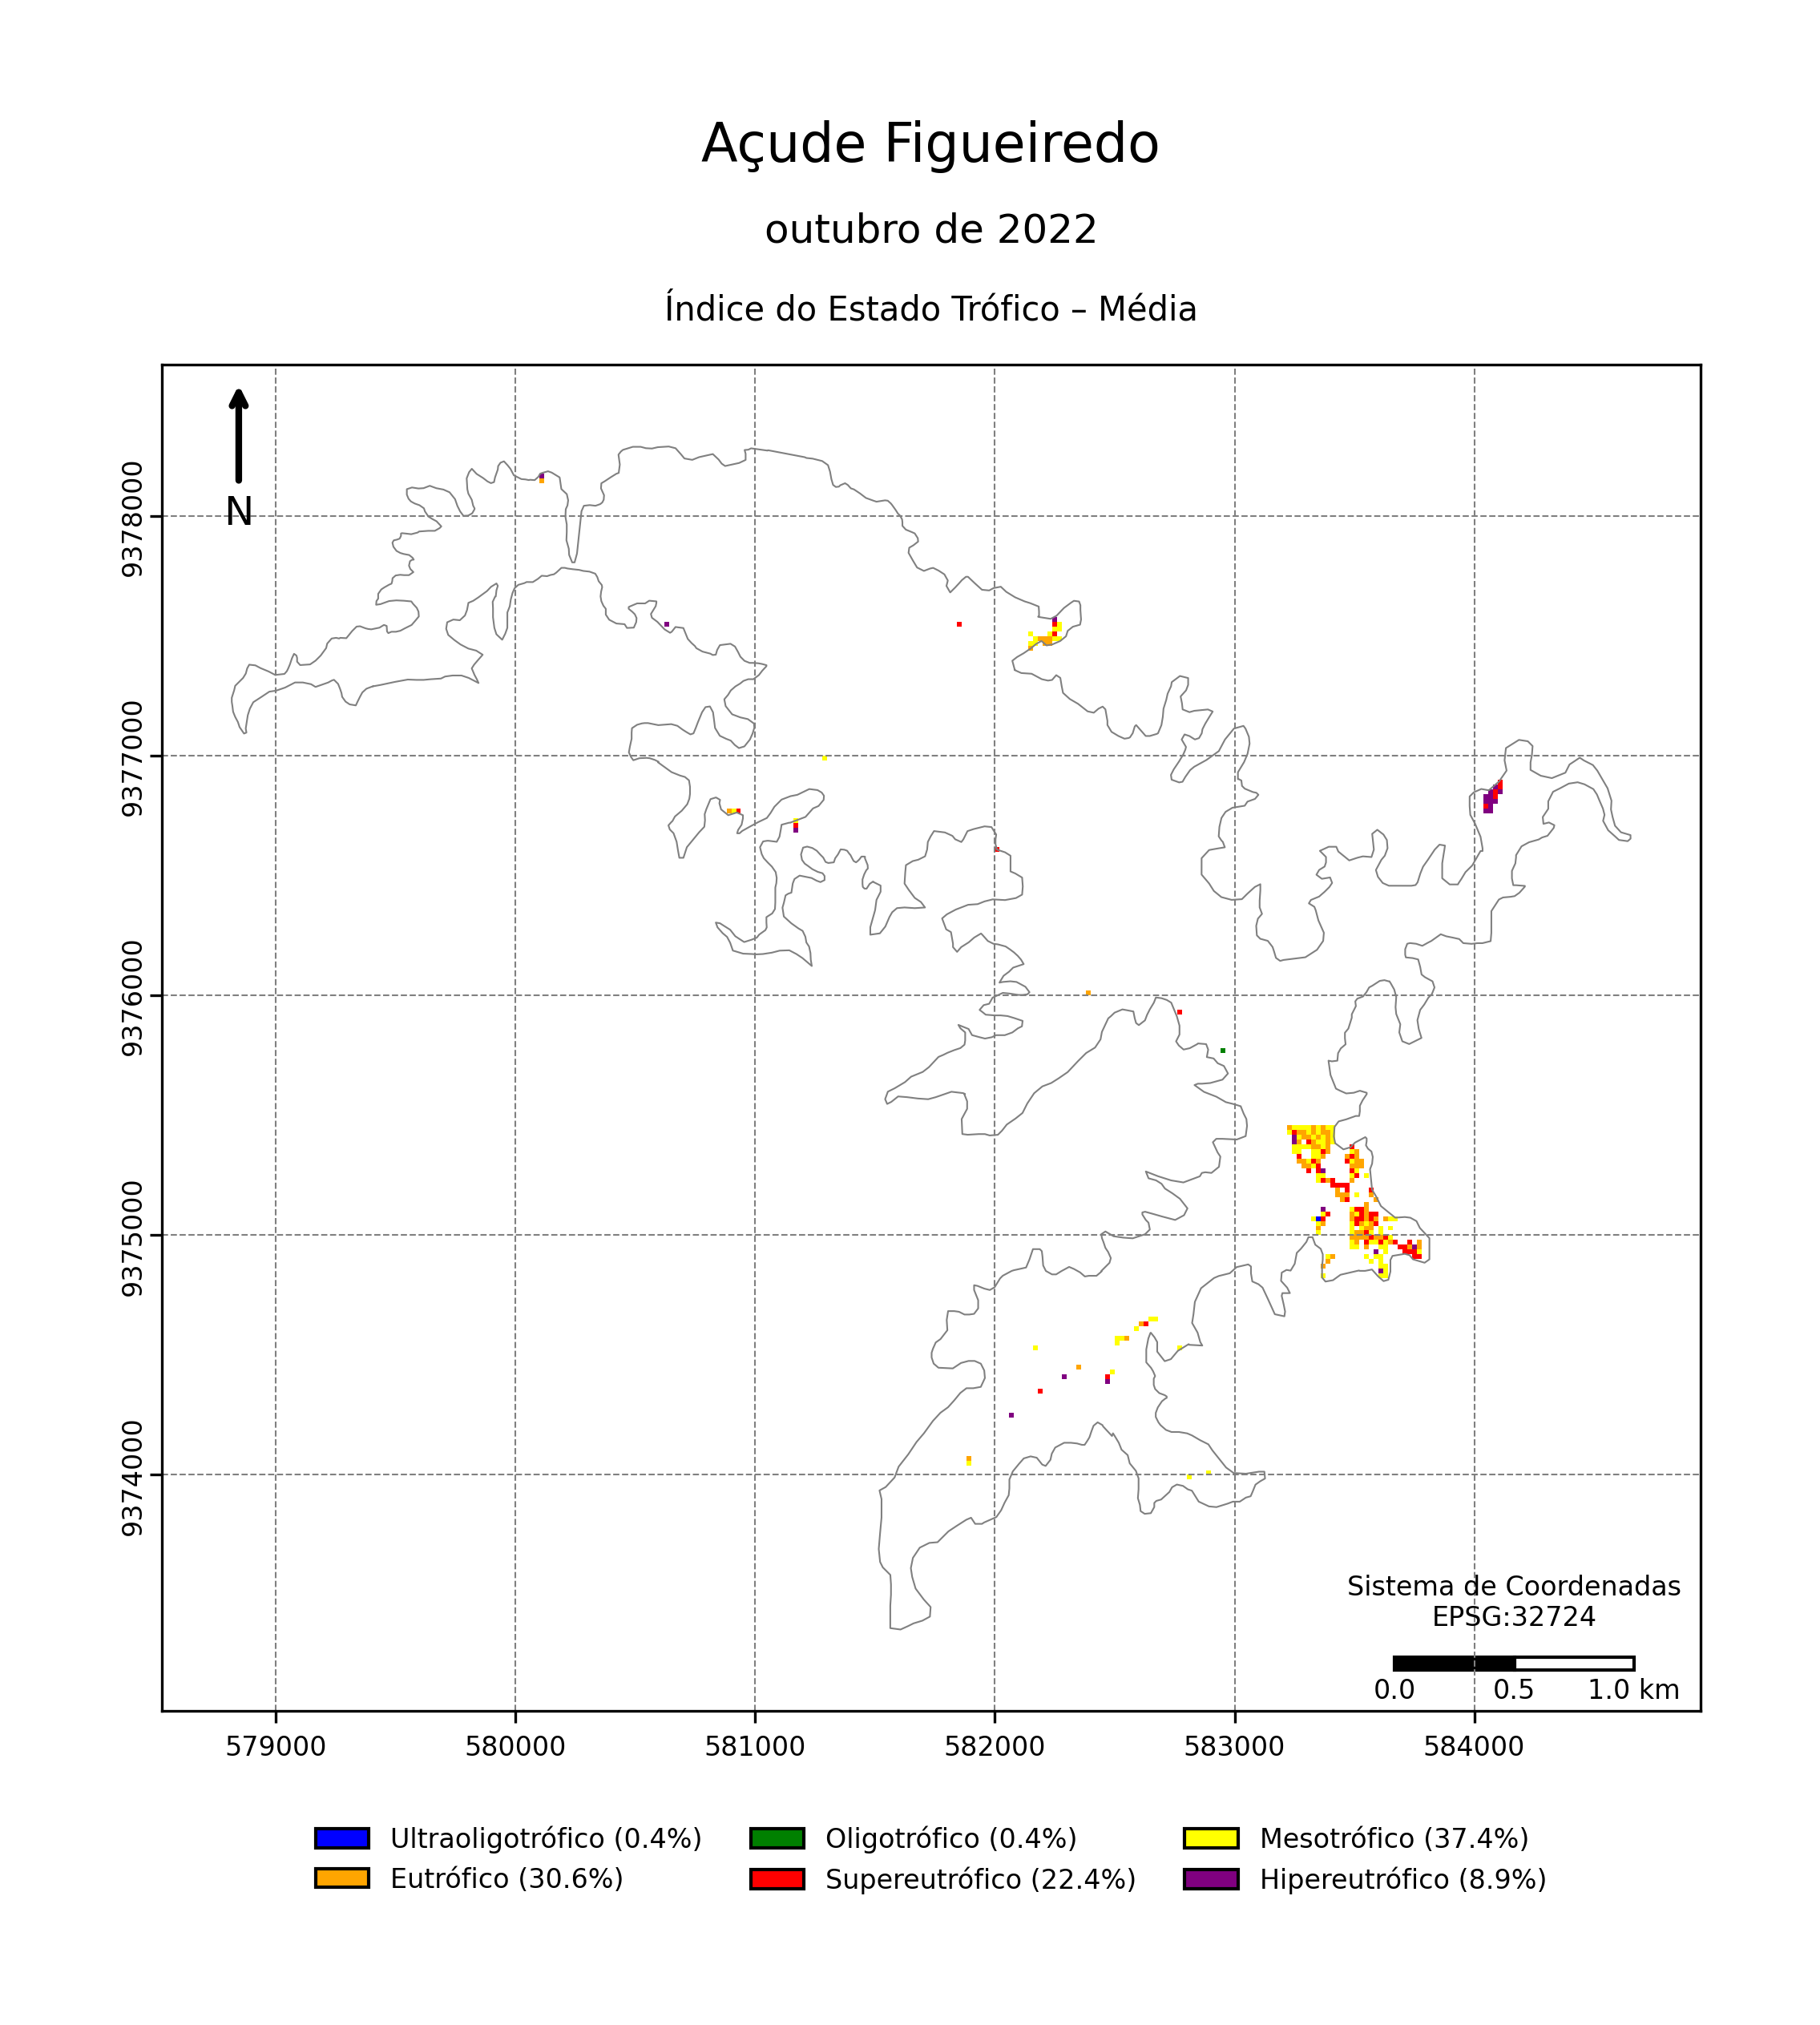 Açude Figueiredo
outubro de 2022
Índice do Estado Trófico – Média
N
9378000
9377000
9376000
9375000
9374000
Sistema de Coordenadas
EPSG:32724
0.0 0.5 1.0 km
579000 580000 581000 582000 583000 584000
Ultraoligotrófico (0.4%) Oligotrófico (0.4%) Mesotrófico (37.4%)
Eutrófico (30.6%) Supereutrófico (22.4%) Hipereutrófico (8.9%)